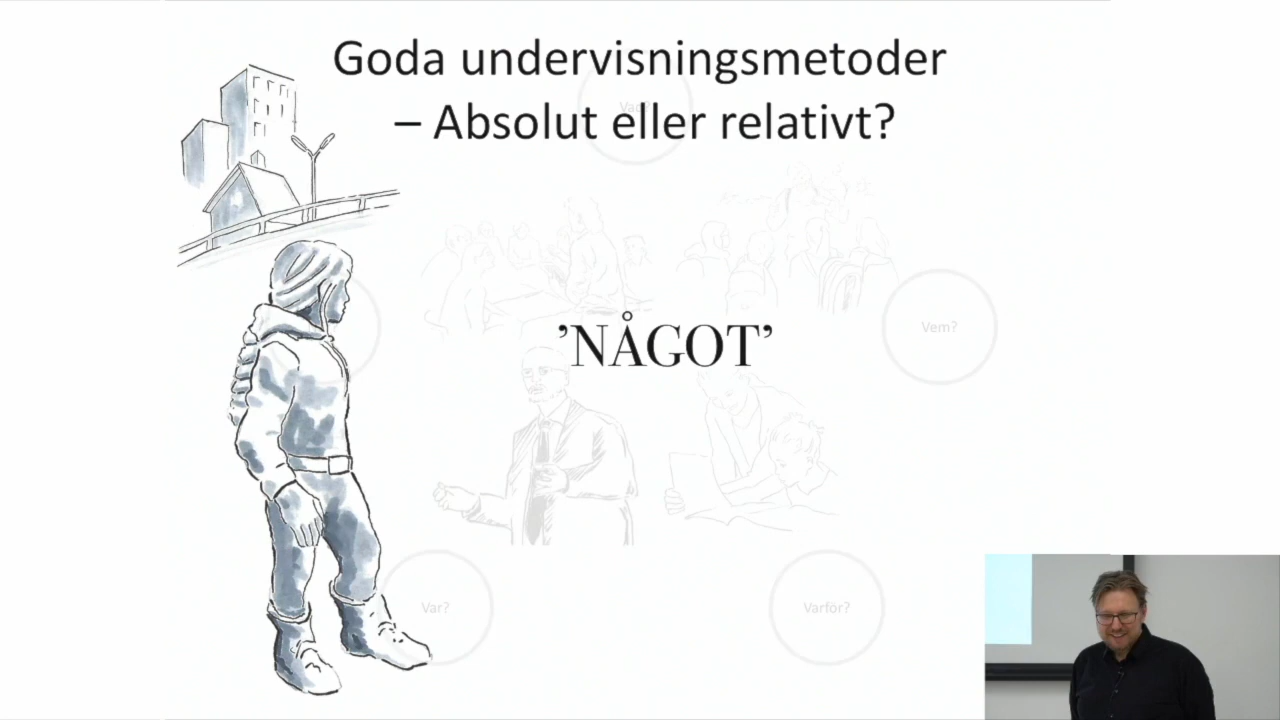 Goda undervisningsmetoder
– Absolut eller relativt?
Vem?
’NÅGOT’
Var?
Varför?